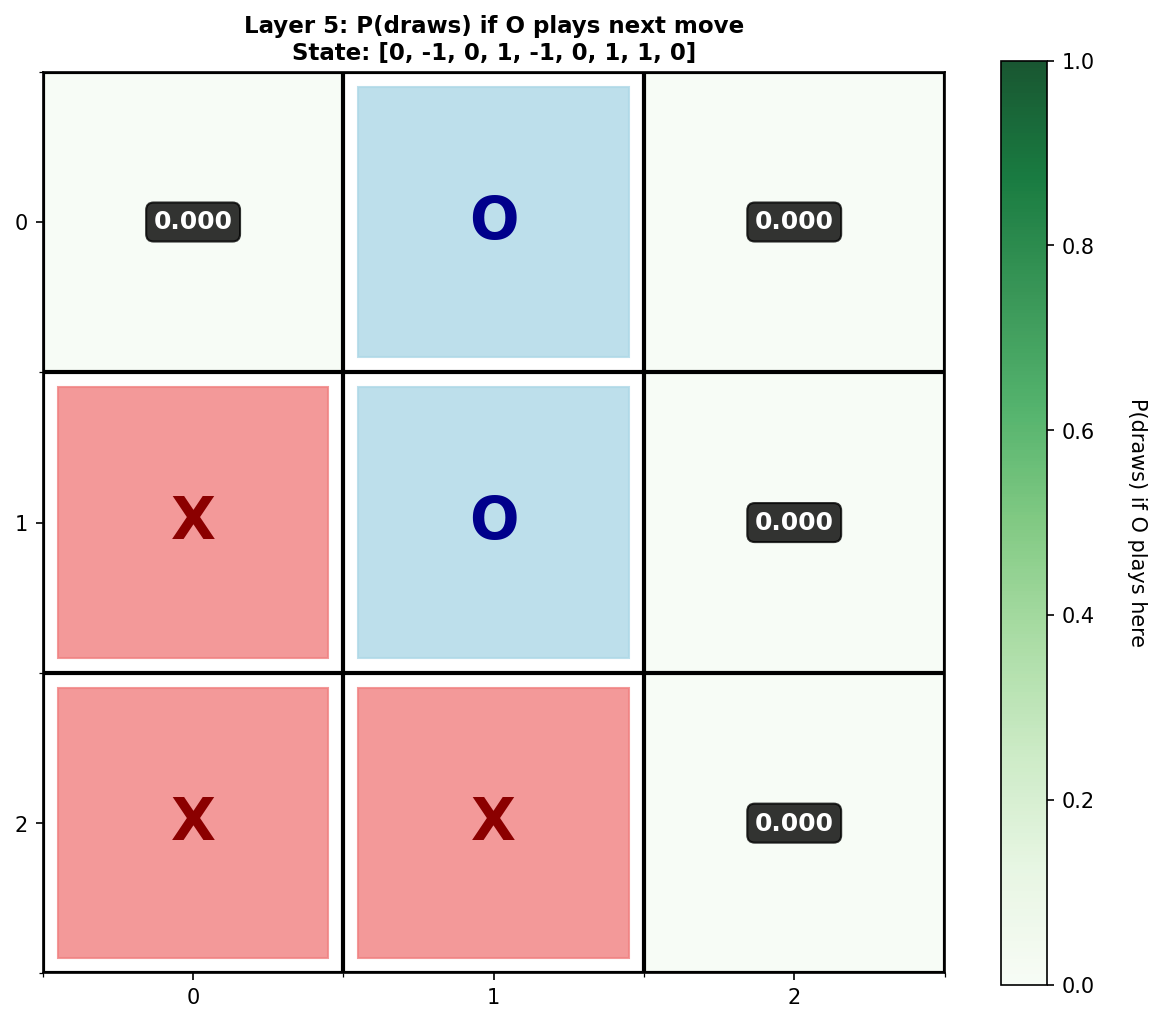 Layer 5: P(draws) if O plays next move
State: [0, -1, 0, 1, -1, 0, 1, 1, 0]
0
0.000
O
0.000
1
X
O
0.000
2
X
X
0.000
0
1
2
1.0
0.8
0.6
0.4
0.2
0.0
P(draws) if O plays here